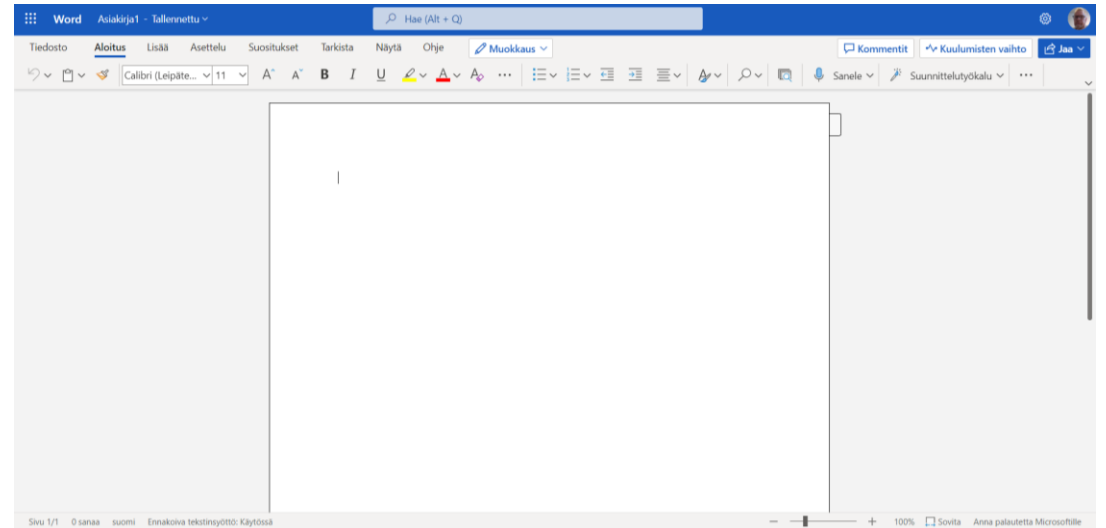 Word Asiakirja1 - Tallennettu Hae (Alt + Q)
Tiedosto Aloitus Lisää Asettelu Suositukset Tarkista Näytä Ohje Muokkaus Kommentit Kuulumisten vaihto Jaa
Calibri (Leipäte... 11 A A B I U A A ... Sanele Suunnittelutyökalu ...
Sivu 1/1 0 sanaa suomi Ennakoiva tekstinsyöttö: Käytössä 100% Sovita Anna palautetta Microsoftille